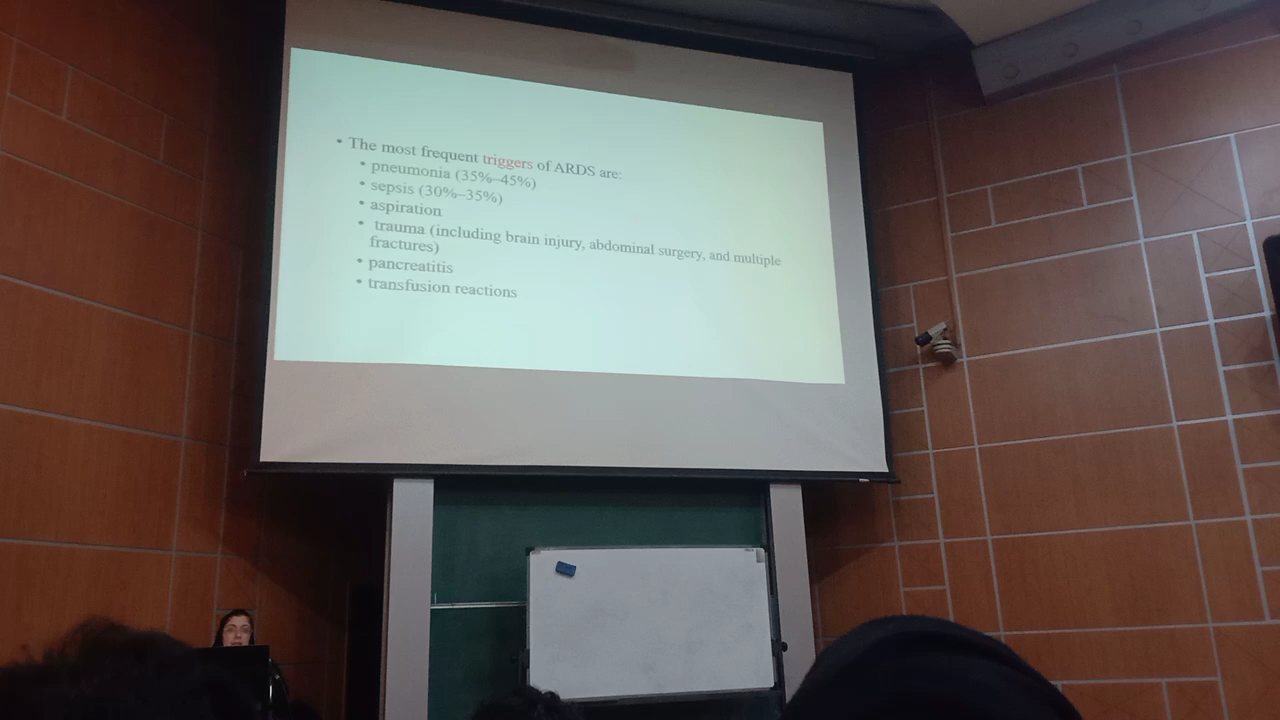 • The most frequent triggers of ARDS are:
• pneumonia (35%–45%)
• sepsis (30%–35%)
• aspiration
• trauma (including brain injury, abdominal surgery, and multiple
fractures)
• pancreatitis
• transfusion reactions